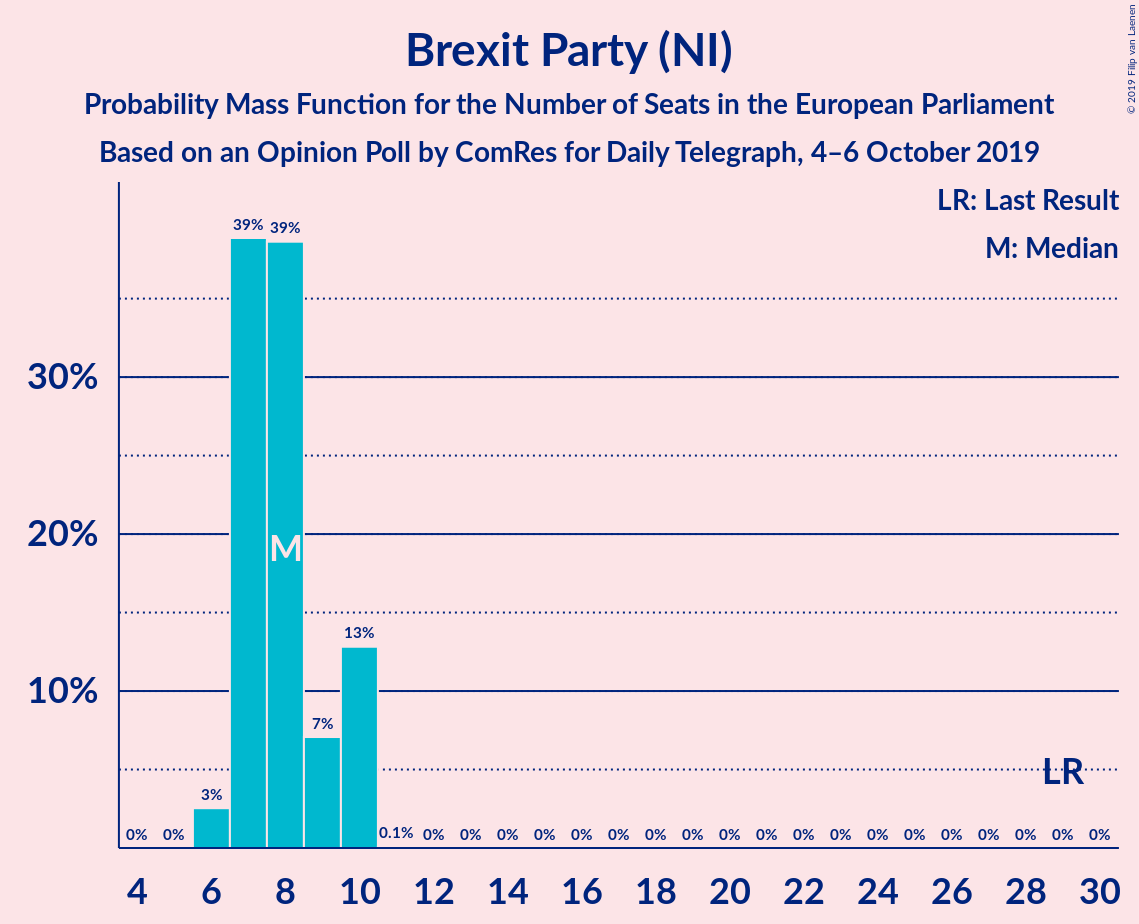 Brexit Party (NI)
Probability Mass Function for the Number of Seats in the European Parliament
Based on an Opinion Poll by ComRes for Daily Telegraph, 4–6 October 2019
© 2019 Filip van Laenen
LR: Last Result
M: Median
39% 39%
30%
20%
M
13%
10%
7%
LR
3%
0% 0% 0.1% 0% 0% 0% 0% 0% 0% 0% 0% 0% 0% 0% 0% 0% 0% 0% 0% 0% 0% 0%
4 6 8 10 12 14 16 18 20 22 24 26 28 30